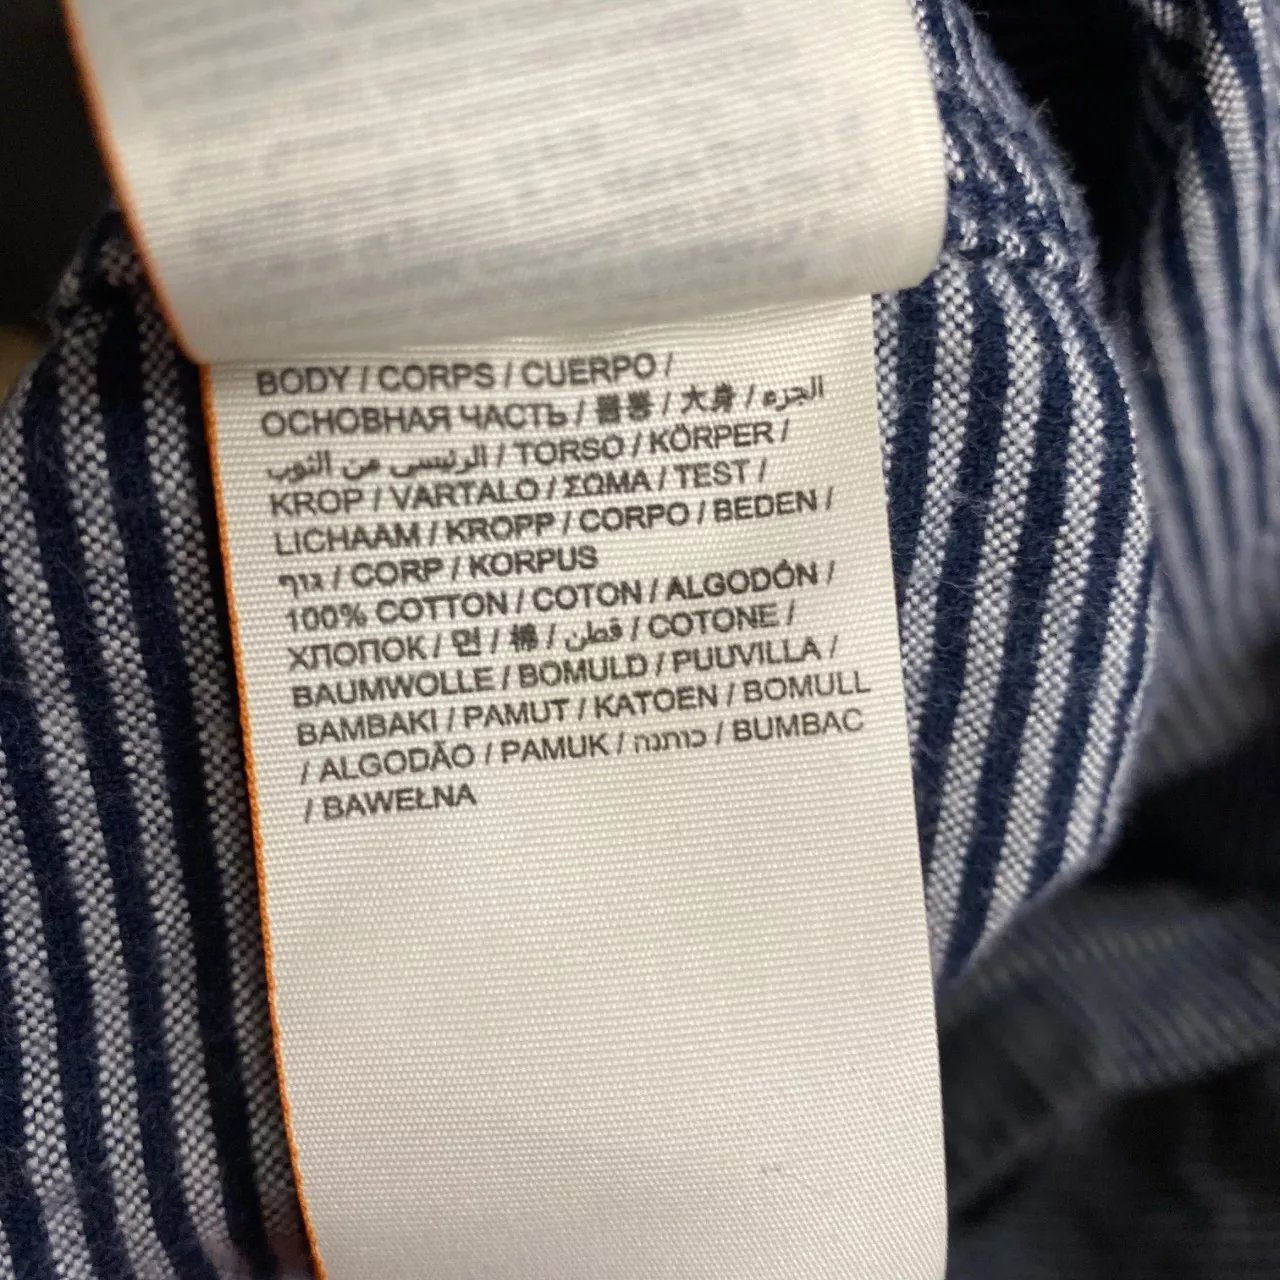 BODY / CORPS / CUERPO /
ОСНОВНАЯ ЧАСТЬ / 몸통 / 大身 / الجزء
الرئيسي من الثوب / TORSO / KÖRPER /
KROP / VARTALO / ΣΩΜΑ / TEST /
LICHAAM / KROPP / CORPO / BEDEN /
גוף / CORP / KORPUS
100% COTTON / COTON / ALGODÓN /
ХЛОПОК / 면 / 棉 / قطن / COTONE /
BAUMWOLLE / BOMULD / PUUVILLA /
BAMBAKI / PAMUT / KATOEN / BOMULL
/ ALGODÃO / PAMUK / כותנה / BUMBAC
/ BAWEŁNA